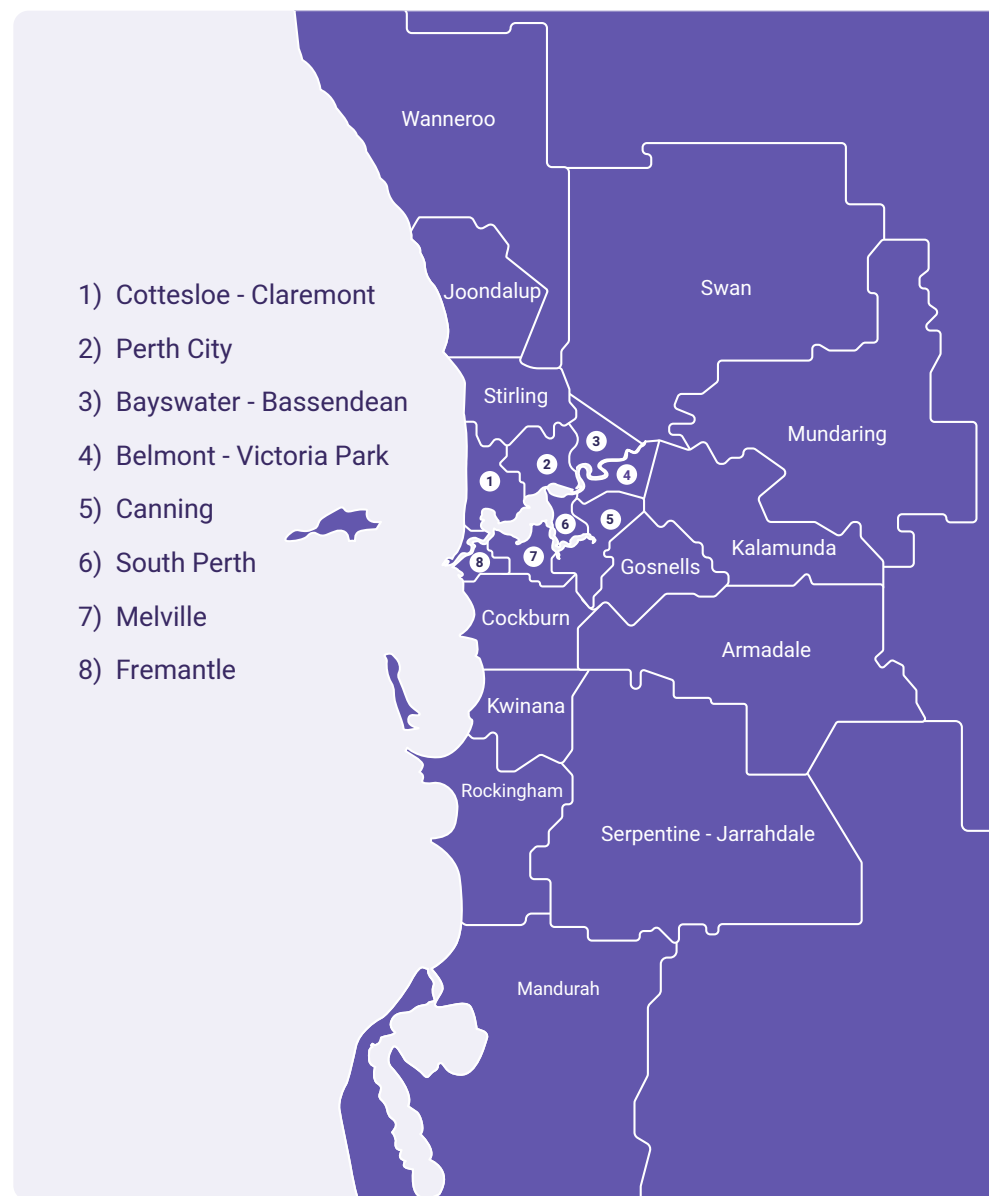 Wanneroo
Swan
Joondalup
1) Cottesloe - Claremont
2) Perth City
3) Bayswater - Bassendean
4) Belmont - Victoria Park
5) Canning
6) South Perth
7) Melville
8) Fremantle
Stirling
Mundaring
3
2
4
1
5
6
7
8
Kalamunda
Gosnells
Cockburn
Armadale
Kwinana
Rockingham
Serpentine - Jarrahdale
Mandurah